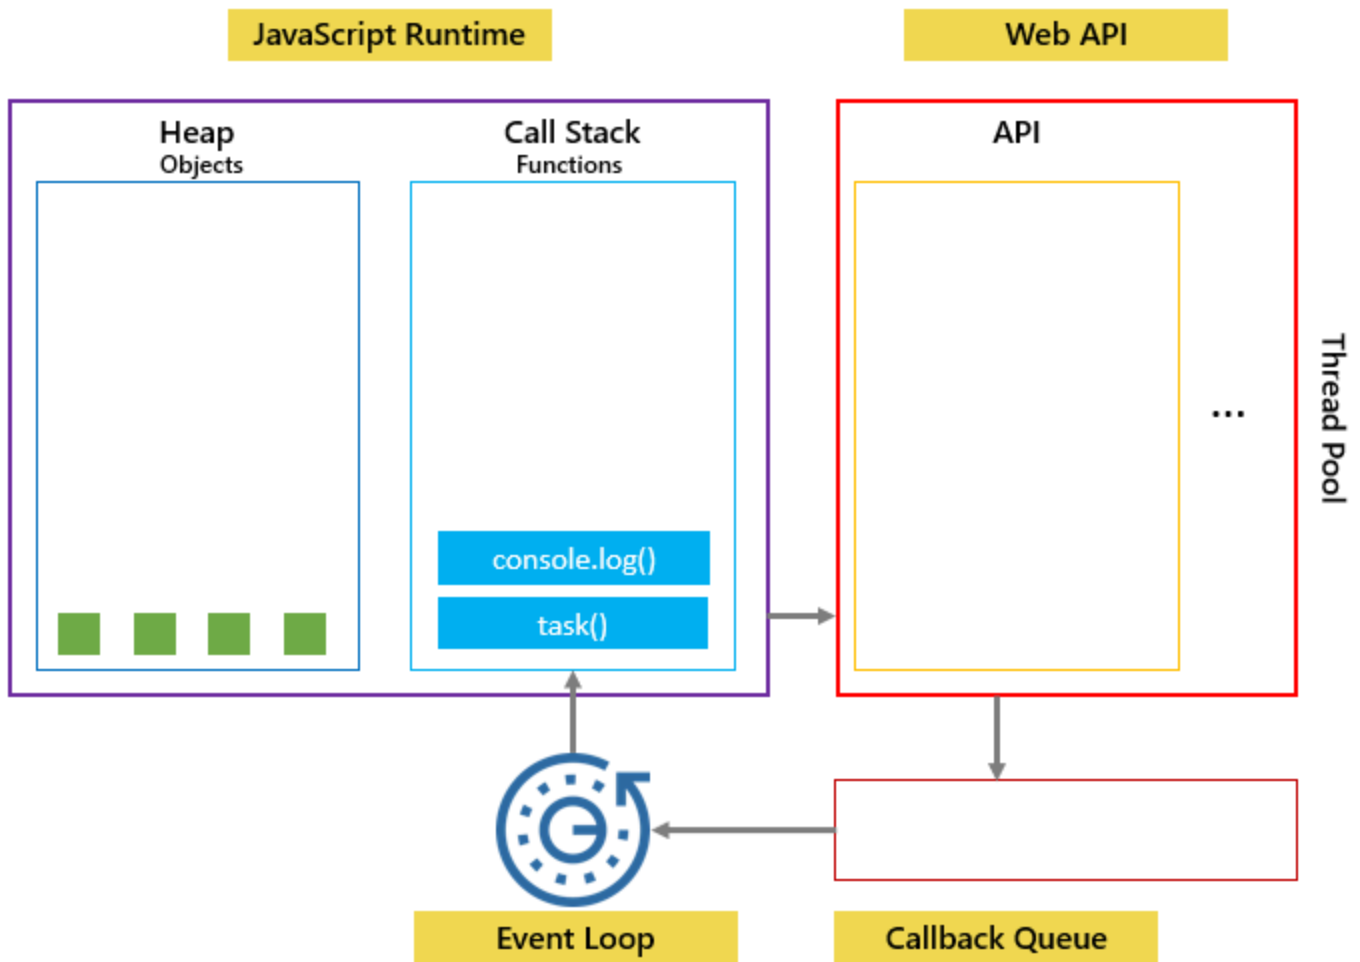 JavaScript Runtime
Web API
Heap
Objects
Call Stack
Functions
API
...
Thread Pool
console.log()
task()
Event Loop
Callback Queue